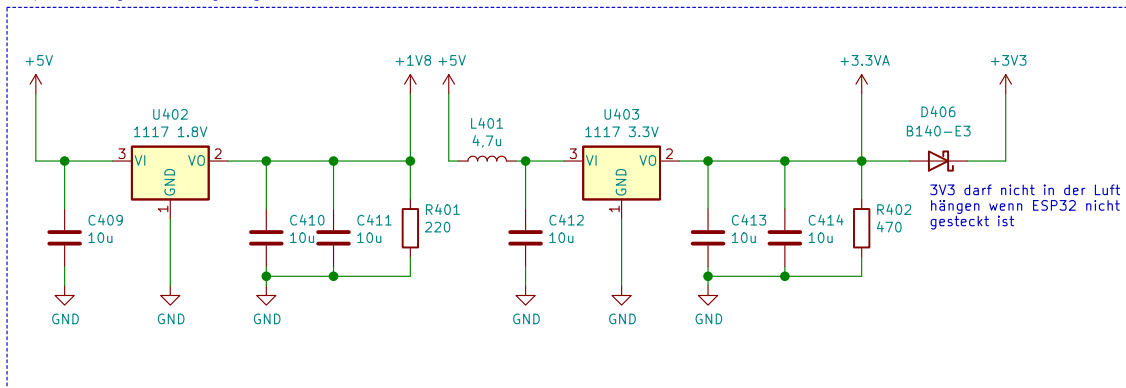 +5V
+1V8
+5V
+3.3VA
+3V3
U402
1117 1.8V
3
VI
VO
2
GND
1
L401
4,7u
U403
1117 3.3V
3
VI
VO
2
GND
1
D406
B140-E3
3V3 darf nicht in der Luft
hängen wenn ESP32 nicht
gesteckt ist
C409
10u
C410
10u
C411
10u
R401
220
C412
10u
C413
10u
C414
10u
R402
470
GND
GND
GND
GND
GND
GND